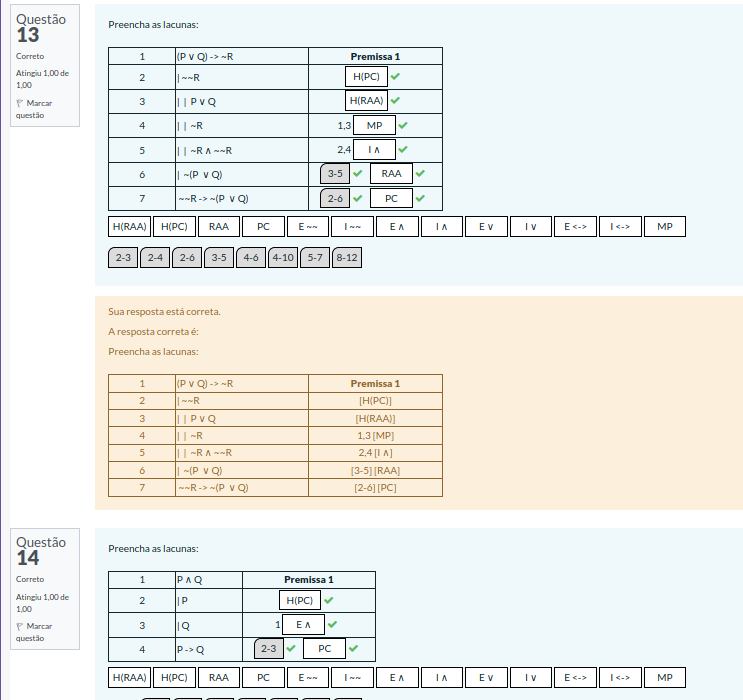 Questão
13
Correto
Atingiu 1,00 de
1,00
Marcar
questão
Preencha as lacunas:
1 (P ∨ Q) -> ~R Premissa 1
2 | ~~R H(PC)
3 | | P ∨ Q H(RAA)
4 | | ~R 1,3 MP
5 | | ~R ∧ ~~R 2,4 I ∧
6 | ~(P ∨ Q) 3-5 RAA
7 ~~R -> ~(P ∨ Q) 2-6 PC
H(RAA) H(PC) RAA PC E ~~ I ~~ E ∧ I ∧ E ∨ I ∨ E <-> I <-> MP
2-3 2-4 2-6 3-5 4-6 4-10 5-7 8-12
Sua resposta está correta.
A resposta correta é:
Preencha as lacunas:
1 (P ∨ Q) -> ~R Premissa 1
2 | ~~R [H(PC)]
3 | | P ∨ Q [H(RAA)]
4 | | ~R 1,3 [MP]
5 | | ~R ∧ ~~R 2,4 [I ∧]
6 | ~(P ∨ Q) [3-5] [RAA]
7 ~~R -> ~(P ∨ Q) [2-6] [PC]
Questão
14
Correto
Atingiu 1,00 de
1,00
Marcar
questão
Preencha as lacunas:
1 P ∧ Q Premissa 1
2 | P H(PC)
3 | Q 1 E ∧
4 P -> Q 2-3 PC
H(RAA) H(PC) RAA PC E ~~ I ~~ E ∧ I ∧ E ∨ I ∨ E <-> I <-> MP